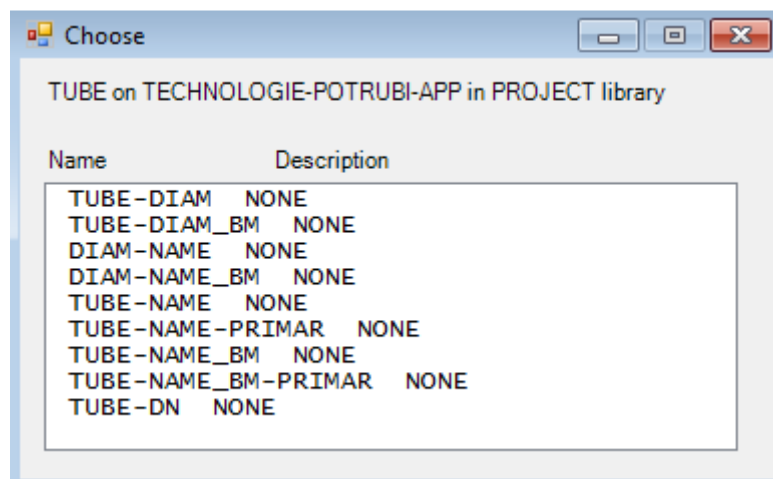 Choose
TUBE on TECHNOLOGIE-POTRUBI-APP in PROJECT library
Name Description
TUBE-DIAM NONE
TUBE-DIAM_BM NONE
DIAM-NAME NONE
DIAM-NAME_BM NONE
TUBE-NAME NONE
TUBE-NAME-PRIMAR NONE
TUBE-NAME_BM NONE
TUBE-NAME_BM-PRIMAR NONE
TUBE-DN NONE